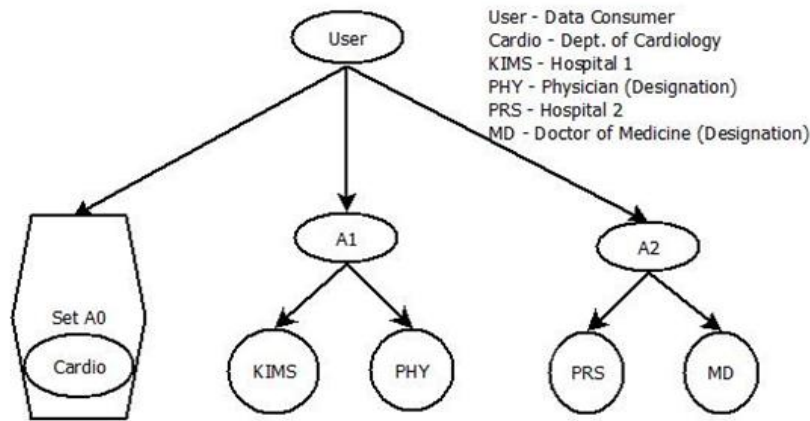 User
User - Data Consumer
Cardio - Dept. of Cardiology
KIMS - Hospital 1
PHY - Physician (Designation)
PRS - Hospital 2
MD - Doctor of Medicine (Designation)
A1
A2
Set A0
Cardio
KIMS
PHY
PRS
MD